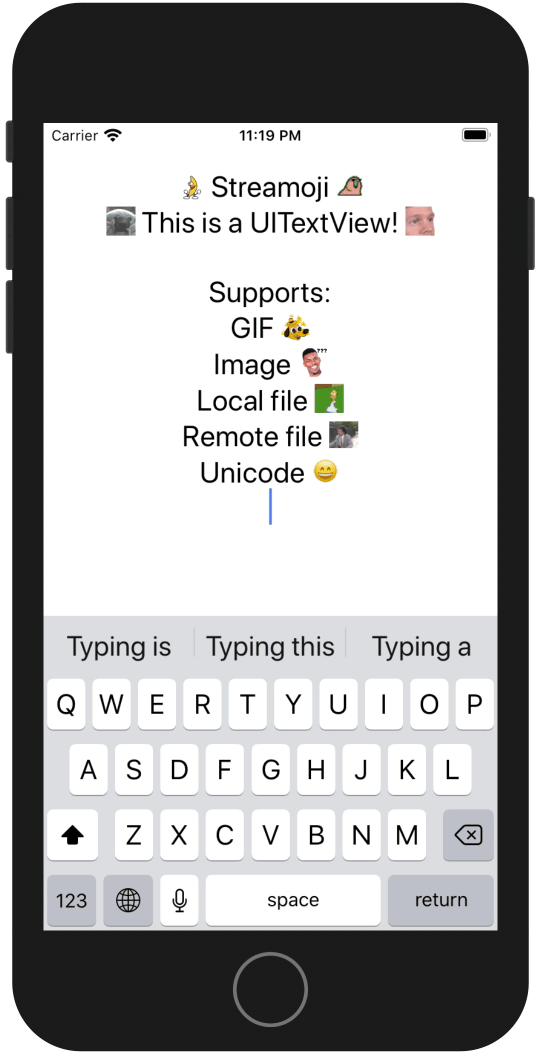 Carrier 11:19 PM
Streamoji
This is a UITextView!
Supports:
GIF
Image ???
Local file
Remote file
Unicode 😄
Typing is Typing this Typing a
Q W E R T Y U I O P
A S D F G H J K L
Z X C V B N M
123 space return